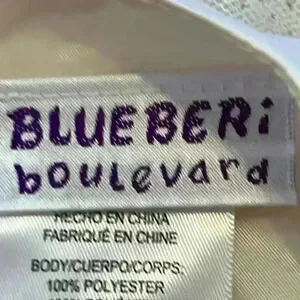 BLUEBERi
boulevard
HECHO EN CHINA
FABRIQUÉ EN CHINE
BODY/CUERPO/CORPS:
100% POLYESTER